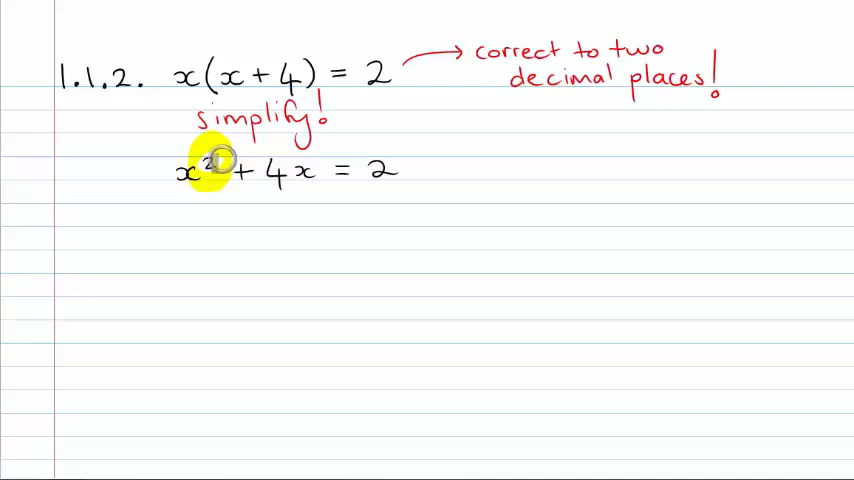 1.1.2. x(x+4) = 2 → correct to two
decimal places!
simplify!
x² + 4x = 2